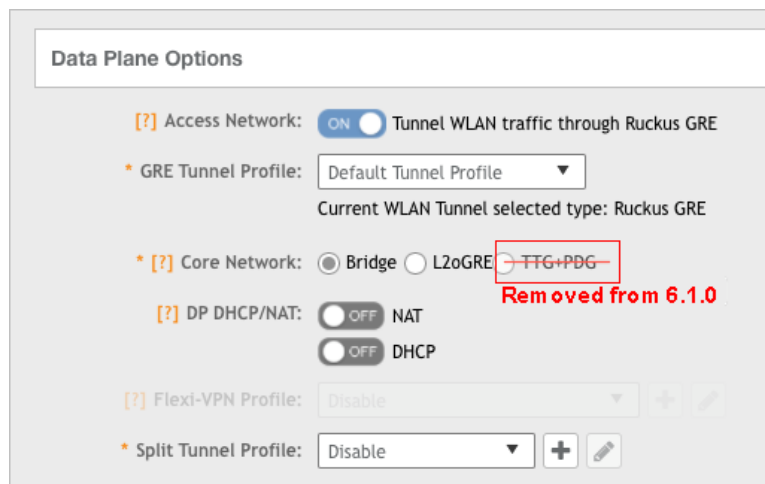 Data Plane Options
[?] Access Network: ON Tunnel WLAN traffic through Ruckus GRE
* GRE Tunnel Profile: Default Tunnel Profile
Current WLAN Tunnel selected type: Ruckus GRE
* [?] Core Network: Bridge L2oGRE TTG+PDG
Removed from 6.1.0
[?] DP DHCP/NAT: OFF NAT
OFF DHCP
[?] Flexi-VPN Profile: Disable
* Split Tunnel Profile: Disable